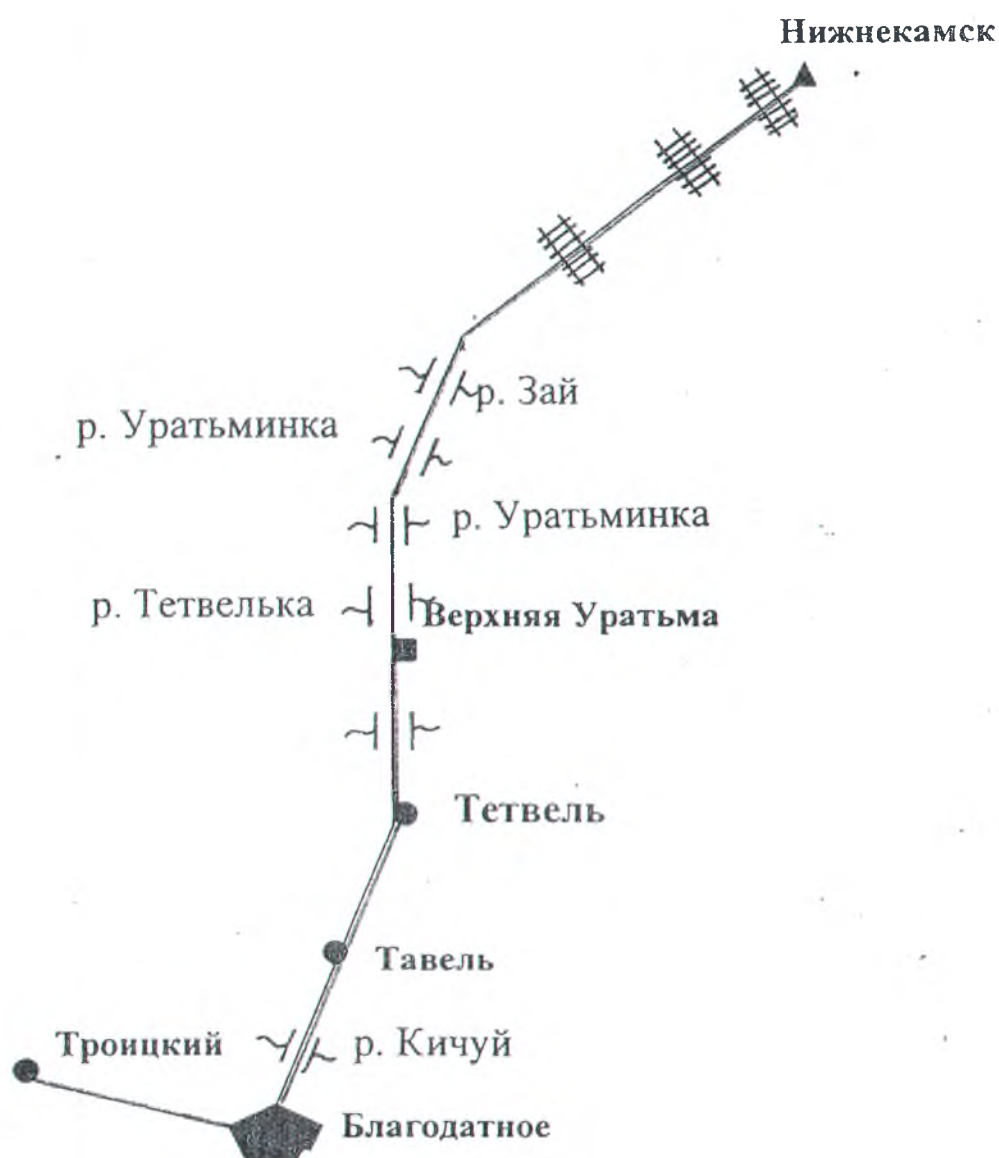 Нижнекамск
р. Зай
р. Уратьминка
р. Уратьминка
р. Тетвелька
Верхняя Уратьма
Тетвель
Тавель
Троицкий
р. Кичуй
Благодатное